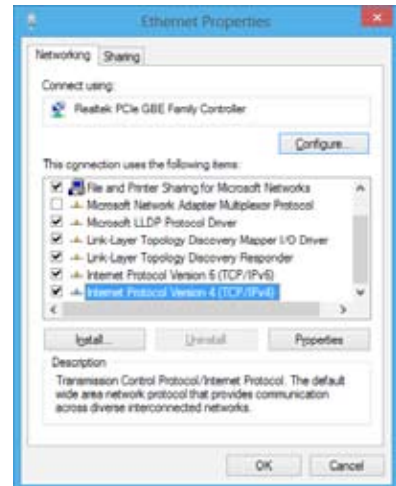 Ethernet Properties
Networking Sharing
Connect using:
Realtek PCIe GBE Family Controller
Configure...
This connection uses the following items:
File and Printer Sharing for Microsoft Networks
Microsoft Network Adapter Multiplexor Protocol
Microsoft LLDP Protocol Driver
Link-Layer Topology Discovery Mapper I/O Driver
Link-Layer Topology Discovery Responder
Internet Protocol Version 6 (TCP/IPv6)
Internet Protocol Version 4 (TCP/IPv4)
Install... Uninstall Properties
Description
Transmission Control Protocol/Internet Protocol. The default
wide area network protocol that provides communication
across diverse interconnected networks.
OK Cancel